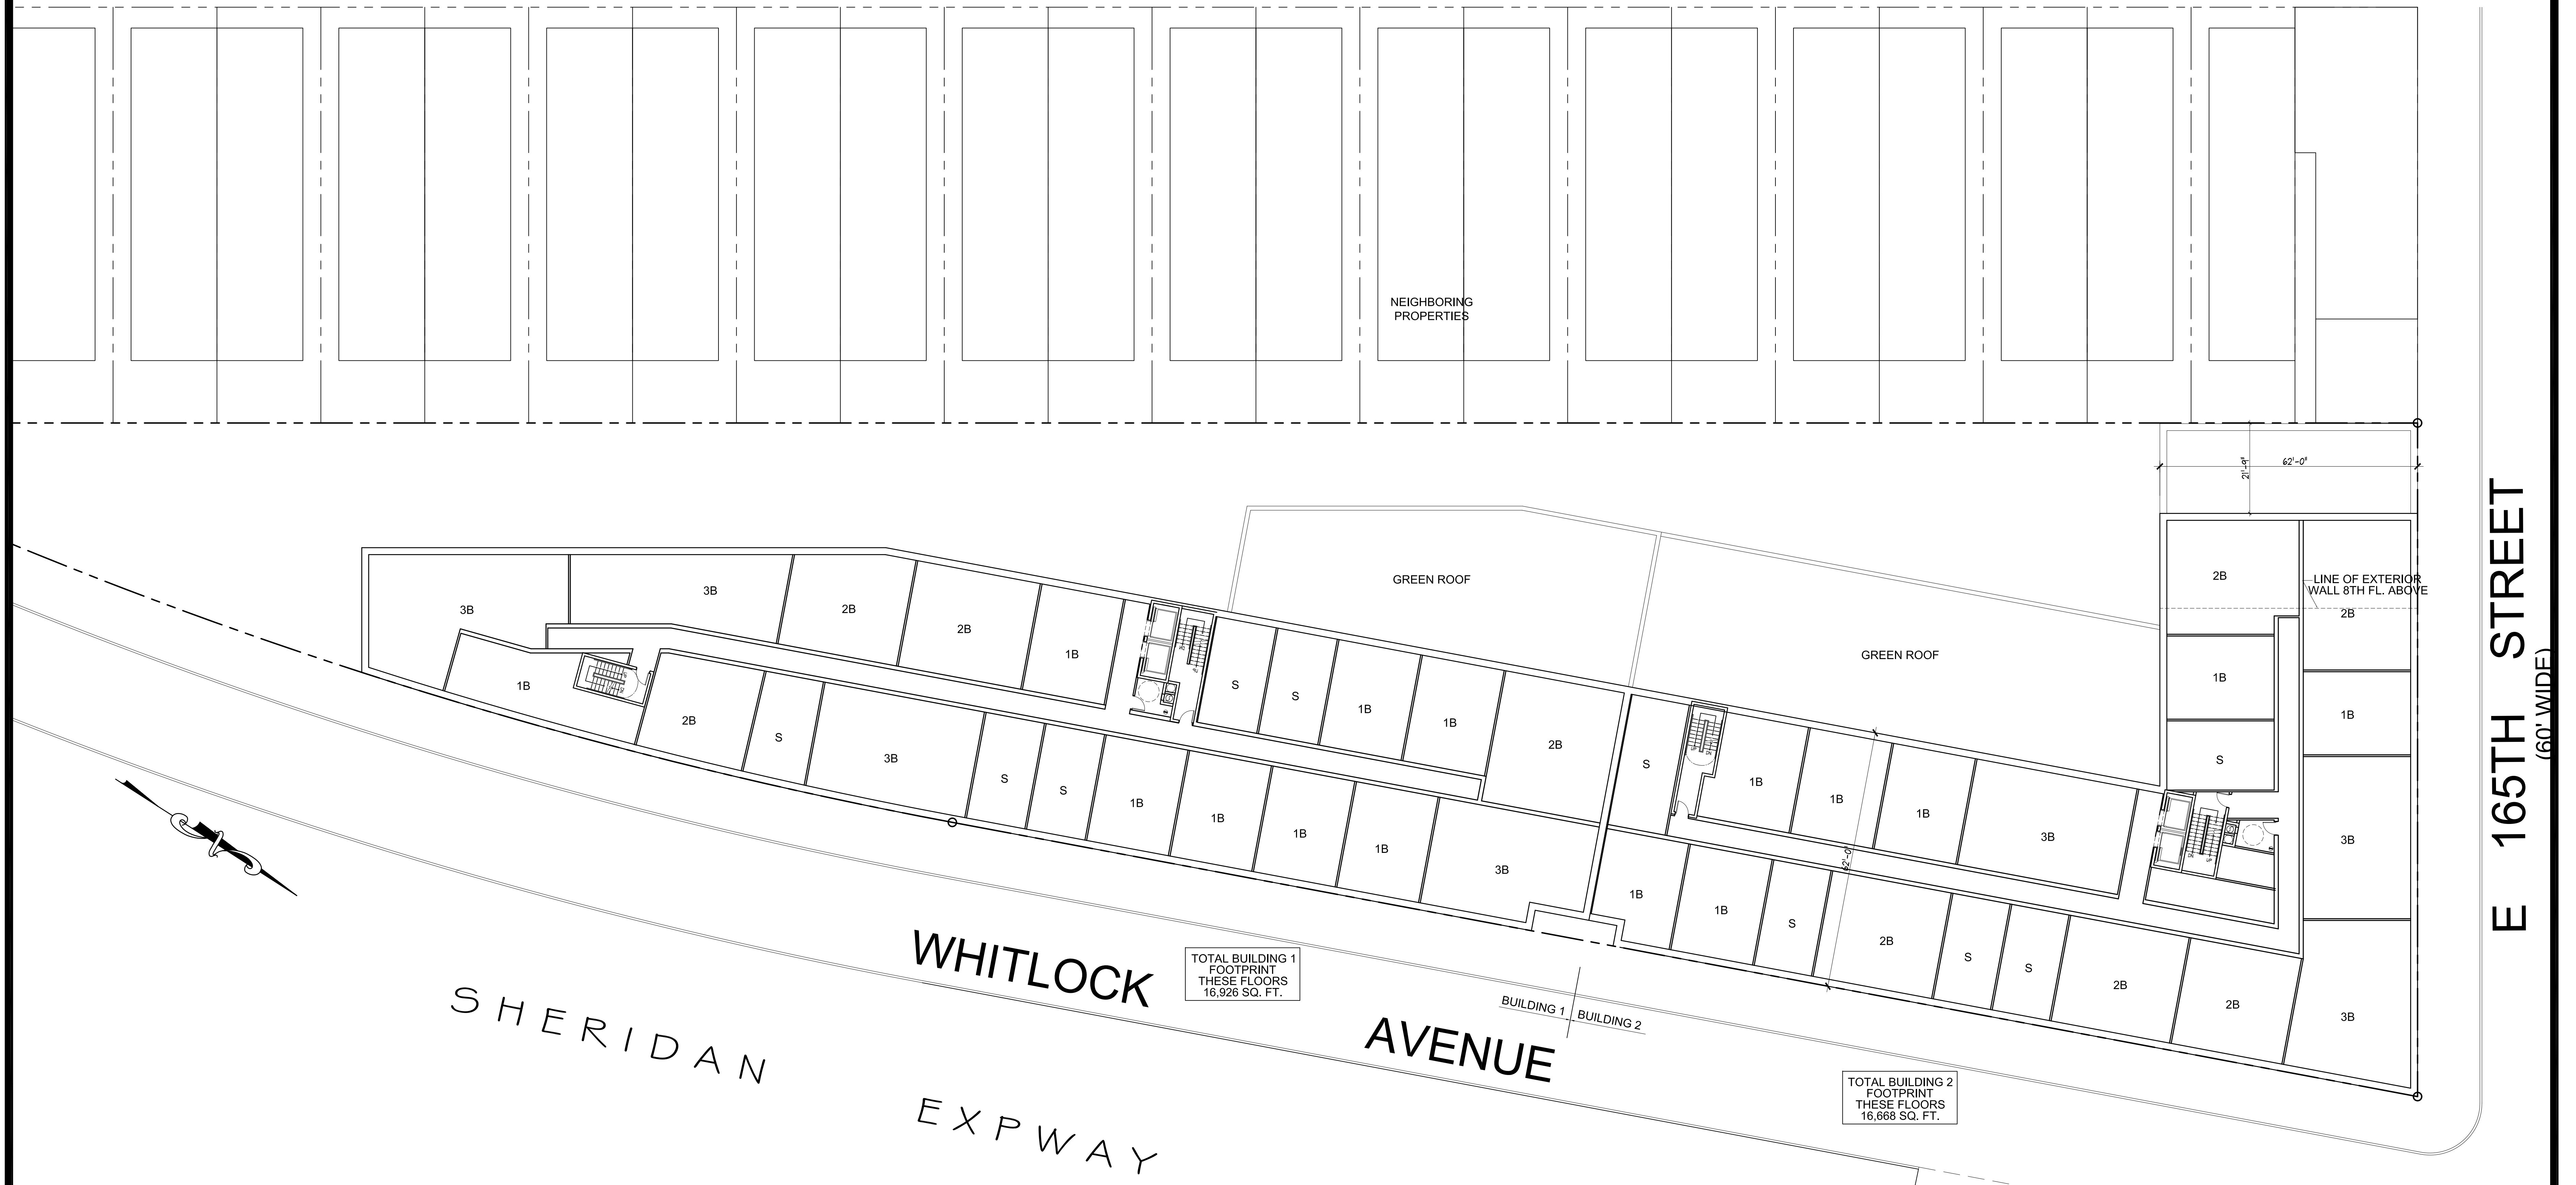 NEIGHBORING
PROPERTIES
21'-9"
62'-0"
GREEN ROOF
GREEN ROOF
2B
LINE OF EXTERIOR
WALL 8TH FL. ABOVE
2B
1B
1B
S
3B
3B
3B
3B
2B
2B
1B
1B
S
S
1B
1B
2B
2B
S
3B
S
S
1B
1B
1B
1B
3B
S
1B
1B
1B
3B
62'-0"
1B
1B
S
2B
S
S
2B
2B
E 165TH STREET
(60' WIDE)
WHITLOCK
AVENUE
SHERIDAN
EXPWAY
TOTAL BUILDING 1
FOOTPRINT
THESE FLOORS
16,926 SQ. FT.
BUILDING 1
BUILDING 2
TOTAL BUILDING 2
FOOTPRINT
THESE FLOORS
16,668 SQ. FT.